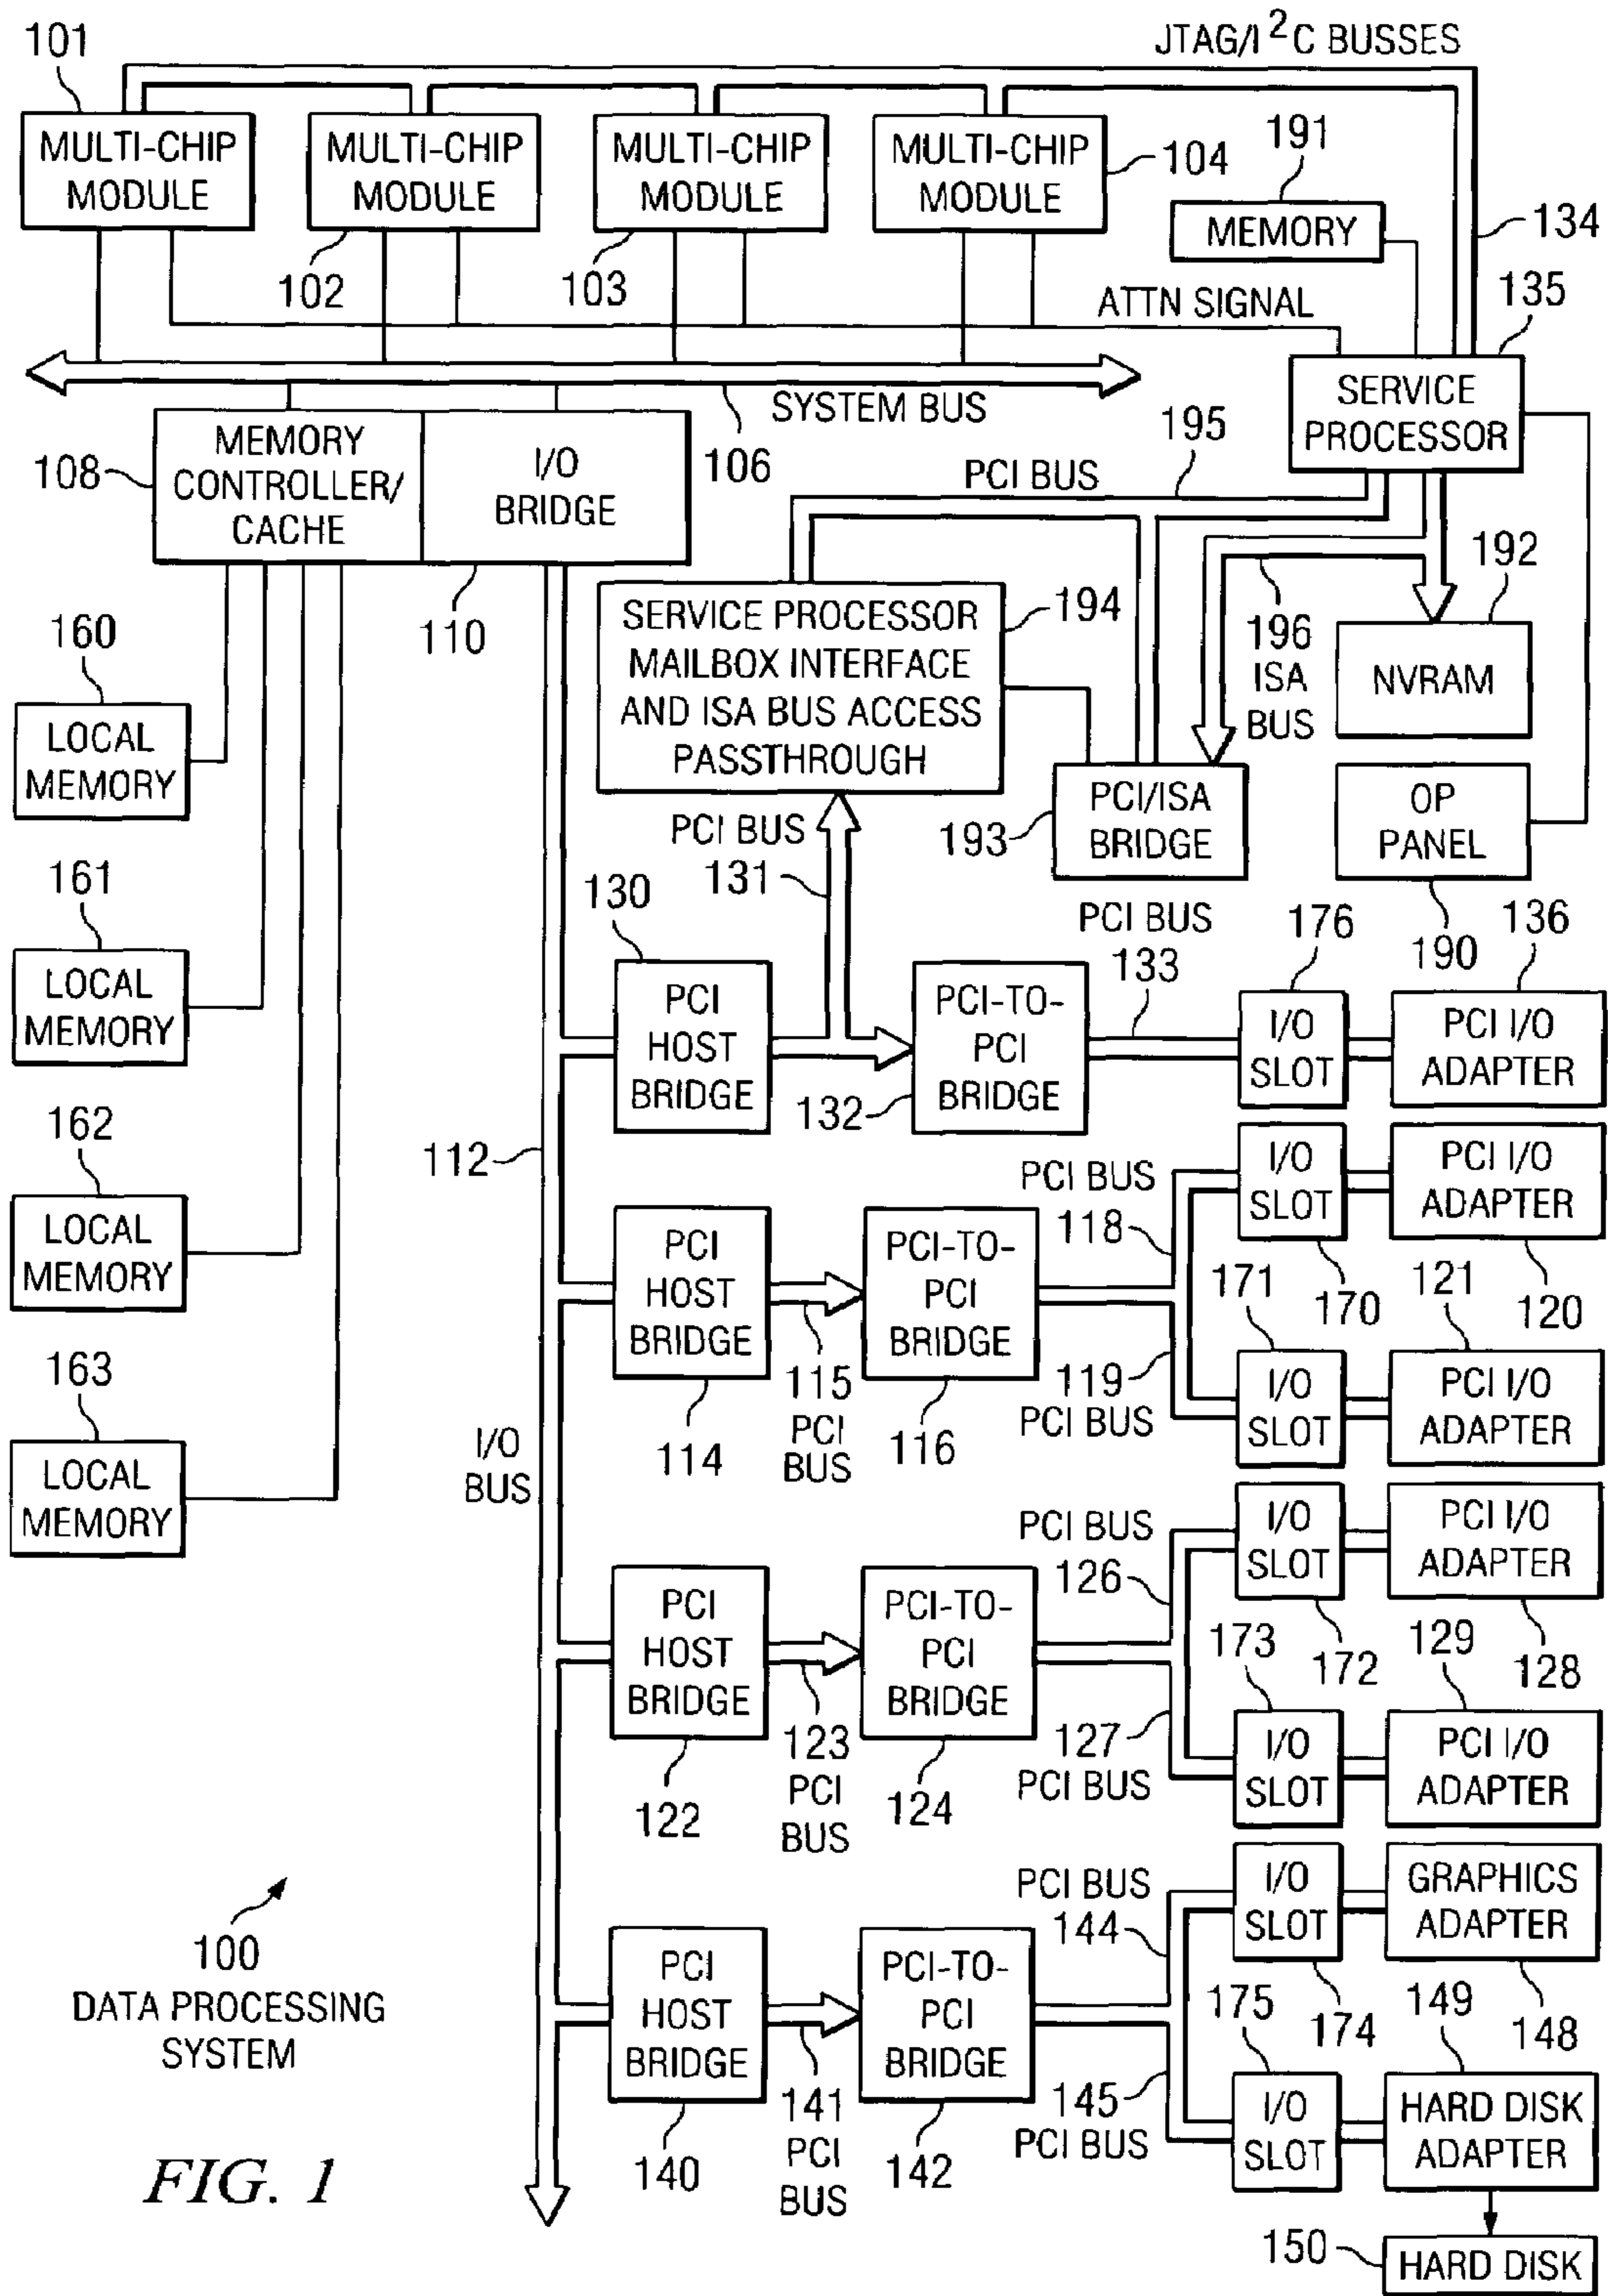 JTAG/I²C BUSSES
101
MULTI-CHIP
MODULE
MULTI-CHIP
MODULE
MULTI-CHIP
MODULE
MULTI-CHIP
MODULE
104
191
MEMORY
134
102
103
ATTN SIGNAL
135
SYSTEM BUS
106
SERVICE
PROCESSOR
108
MEMORY
CONTROLLER/
CACHE
I/O
BRIDGE
110
195
PCI BUS
192
NVRAM
196
ISA
BUS
SERVICE PROCESSOR
MAILBOX INTERFACE
AND ISA BUS ACCESS
PASSTHROUGH
194
160
LOCAL
MEMORY
PCI BUS
131
193
PCI/ISA
BRIDGE
OP
PANEL
190
161
LOCAL
MEMORY
130
PCI
HOST
BRIDGE
132
PCI-TO-
PCI
BRIDGE
PCI BUS
133
176
I/O
SLOT
136
PCI I/O
ADAPTER
112
162
LOCAL
MEMORY
PCI
HOST
BRIDGE
114
115
PCI
BUS
PCI-TO-
PCI
BRIDGE
116
PCI BUS
118
I/O
SLOT
170
PCI I/O
ADAPTER
120
119
PCI BUS
171
I/O
SLOT
121
PCI I/O
ADAPTER
163
LOCAL
MEMORY
I/O
BUS
PCI
HOST
BRIDGE
122
123
PCI
BUS
PCI-TO-
PCI
BRIDGE
124
PCI BUS
126
I/O
SLOT
172
PCI I/O
ADAPTER
128
127
PCI BUS
173
I/O
SLOT
129
PCI I/O
ADAPTER
100
DATA PROCESSING
SYSTEM
PCI
HOST
BRIDGE
140
141
PCI
BUS
PCI-TO-
PCI
BRIDGE
142
PCI BUS
144
I/O
SLOT
174
GRAPHICS
ADAPTER
148
145
PCI BUS
175
I/O
SLOT
149
HARD DISK
ADAPTER
150
HARD DISK
FIG. 1